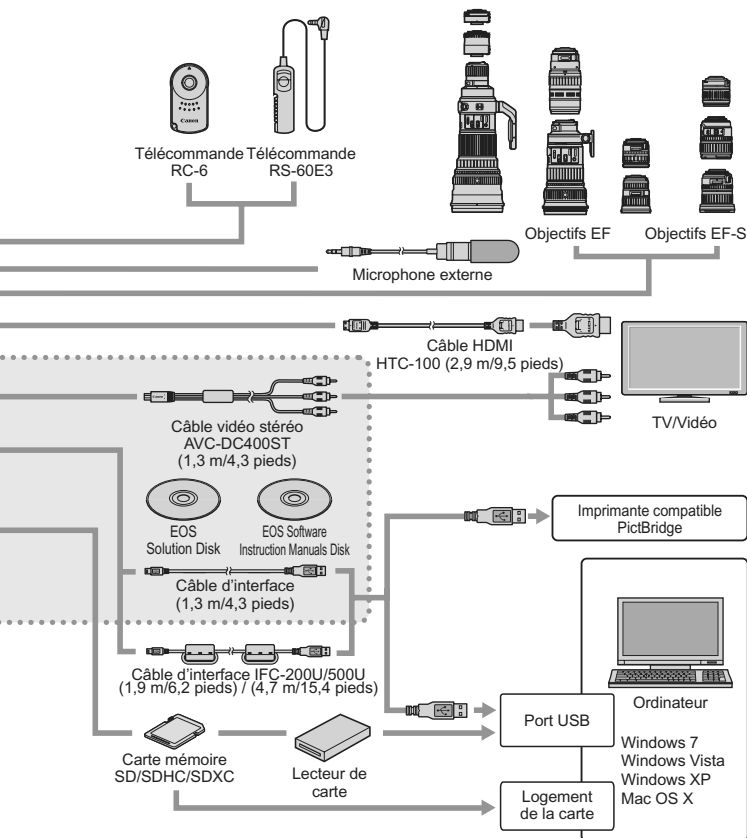 Canon
Télécommande
RC-6
Télécommande
RS-60E3
Objectifs EF
Objectifs EF-S
Microphone externe
Câble HDMI
HTC-100 (2,9 m/9,5 pieds)
TV/Vidéo
Câble vidéo stéréo
AVC-DC400ST
(1,3 m/4,3 pieds)
EOS
Solution Disk
EOS Software
Instruction Manuals Disk
Imprimante compatible
PictBridge
Câble d'interface
(1,3 m/4,3 pieds)
Câble d'interface IFC-200U/500U
(1,9 m/6,2 pieds) / (4,7 m/15,4 pieds)
Ordinateur
Port USB
Windows 7
Windows Vista
Windows XP
Mac OS X
Carte mémoire
SD/SDHC/SDXC
Lecteur de
carte
Logement
de la carte